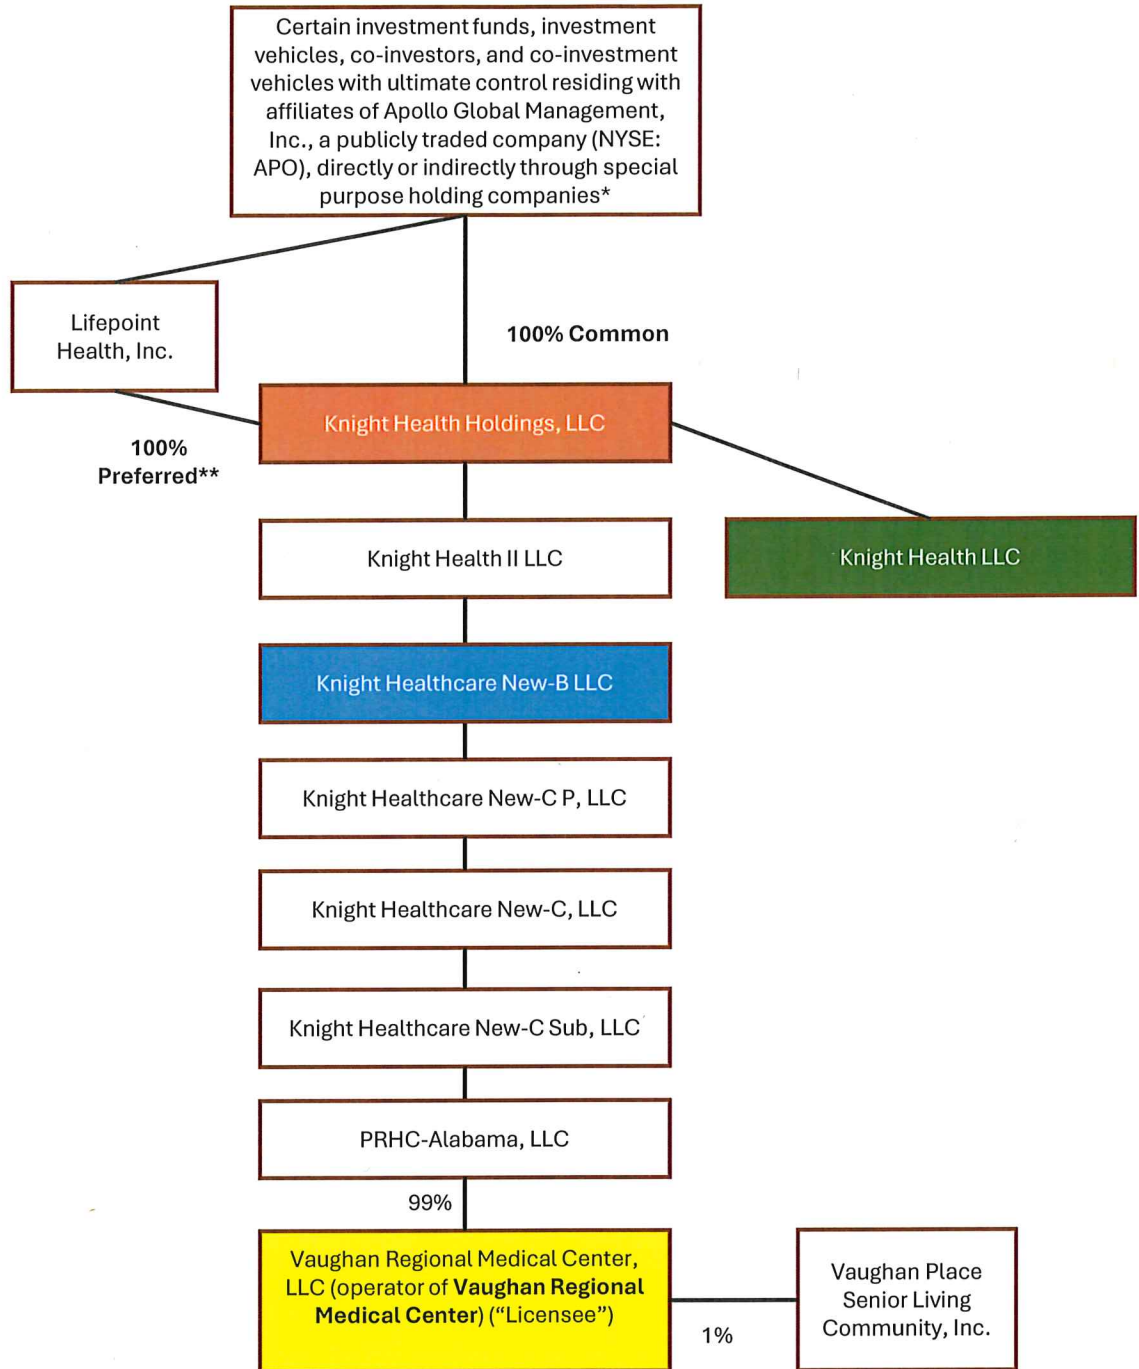 Certain investment funds, investment
vehicles, co-investors, and co-investment
vehicles with ultimate control residing with
affiliates of Apollo Global Management,
Inc., a publicly traded company (NYSE:
APO), directly or indirectly through special
purpose holding companies*
Lifepoint
Health, Inc.
100% Common
Knight Health Holdings, LLC
100%
Preferred**
Knight Health II LLC
Knight Health LLC
Knight Healthcare New-B LLC
Knight Healthcare New-C P, LLC
Knight Healthcare New-C, LLC
Knight Healthcare New-C Sub, LLC
PRHC-Alabama, LLC
99%
Vaughan Regional Medical Center,
LLC (operator of Vaughan Regional
Medical Center) (“Licensee”)
1%
Vaughan Place
Senior Living
Community, Inc.